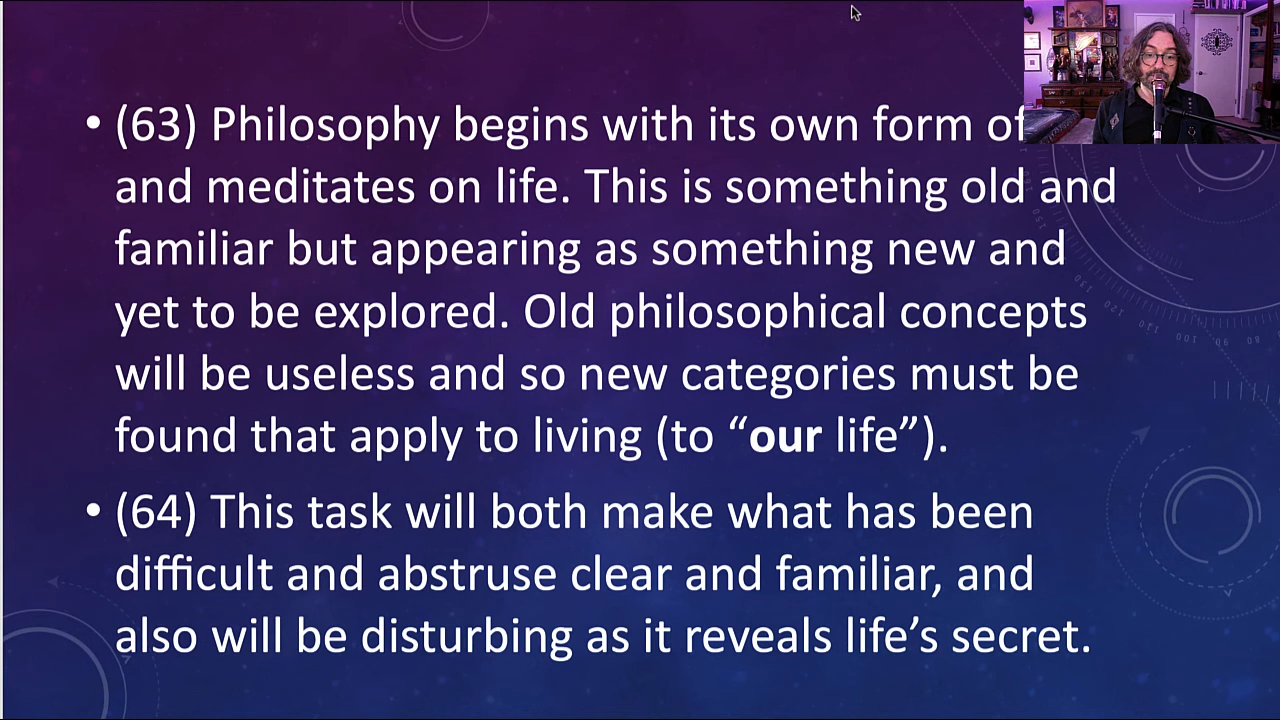 • (63) Philosophy begins with its own form of
and meditates on life. This is something old and
familiar but appearing as something new and
yet to be explored. Old philosophical concepts
will be useless and so new categories must be
found that apply to living (to “our life”).
• (64) This task will both make what has been
difficult and abstruse clear and familiar, and
also will be disturbing as it reveals life’s secret.